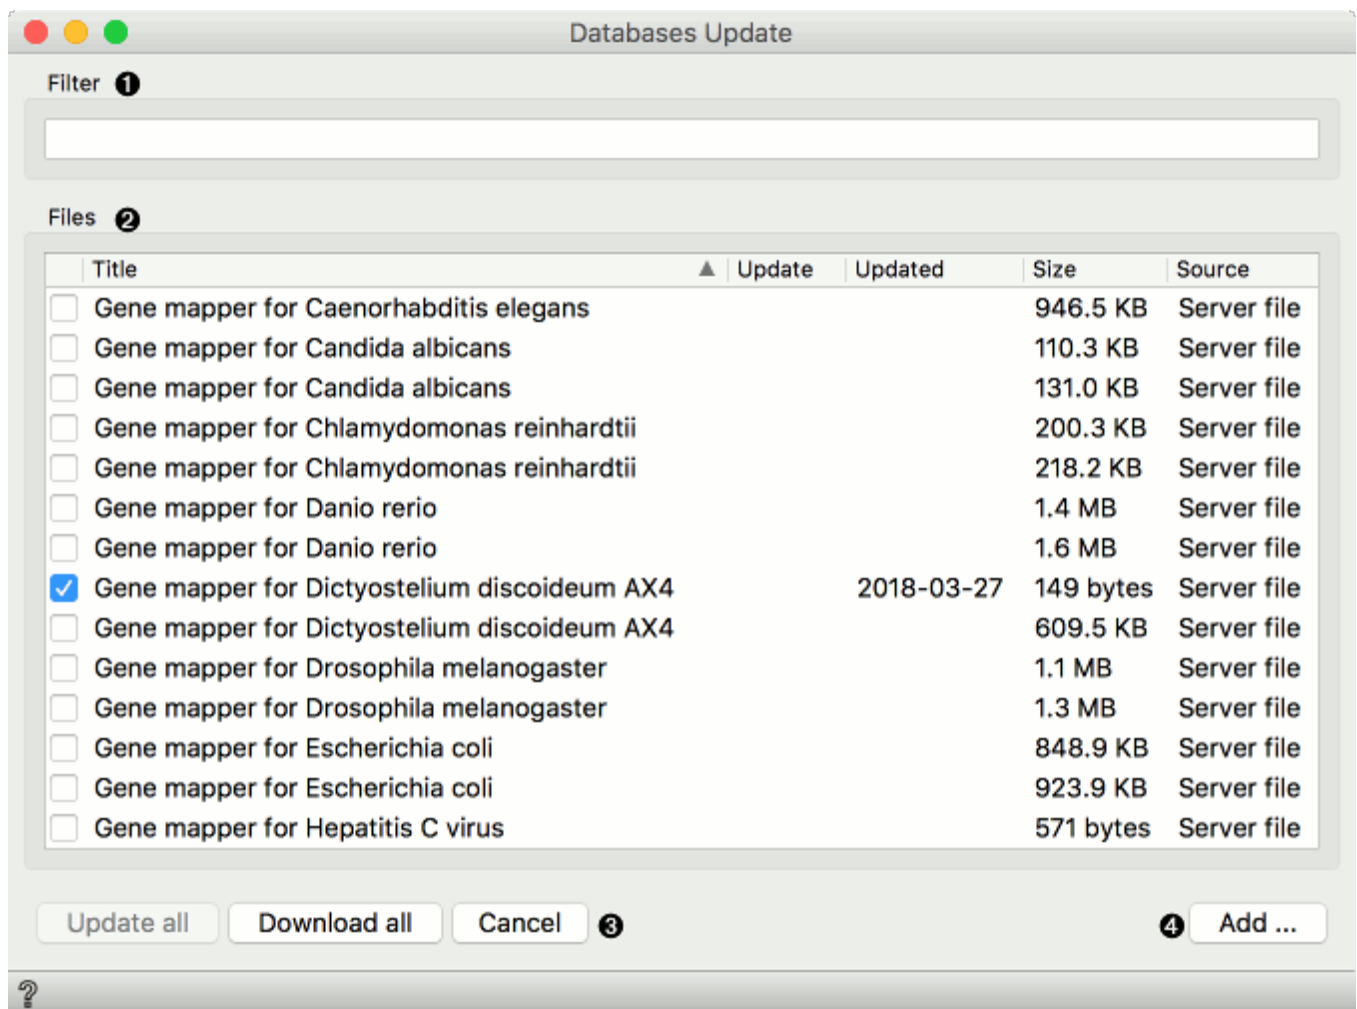 Databases Update
Filter ❶
Files ❷
Title ▲ Update Updated Size Source
Gene mapper for Caenorhabditis elegans 946.5 KB Server file
Gene mapper for Candida albicans 110.3 KB Server file
Gene mapper for Candida albicans 131.0 KB Server file
Gene mapper for Chlamydomonas reinhardtii 200.3 KB Server file
Gene mapper for Chlamydomonas reinhardtii 218.2 KB Server file
Gene mapper for Danio rerio 1.4 MB Server file
Gene mapper for Danio rerio 1.6 MB Server file
Gene mapper for Dictyostelium discoideum AX4 2018-03-27 149 bytes Server file
Gene mapper for Dictyostelium discoideum AX4 609.5 KB Server file
Gene mapper for Drosophila melanogaster 1.1 MB Server file
Gene mapper for Drosophila melanogaster 1.3 MB Server file
Gene mapper for Escherichia coli 848.9 KB Server file
Gene mapper for Escherichia coli 923.9 KB Server file
Gene mapper for Hepatitis C virus 571 bytes Server file
Update all Download all Cancel ❸ ❹ Add ...
?